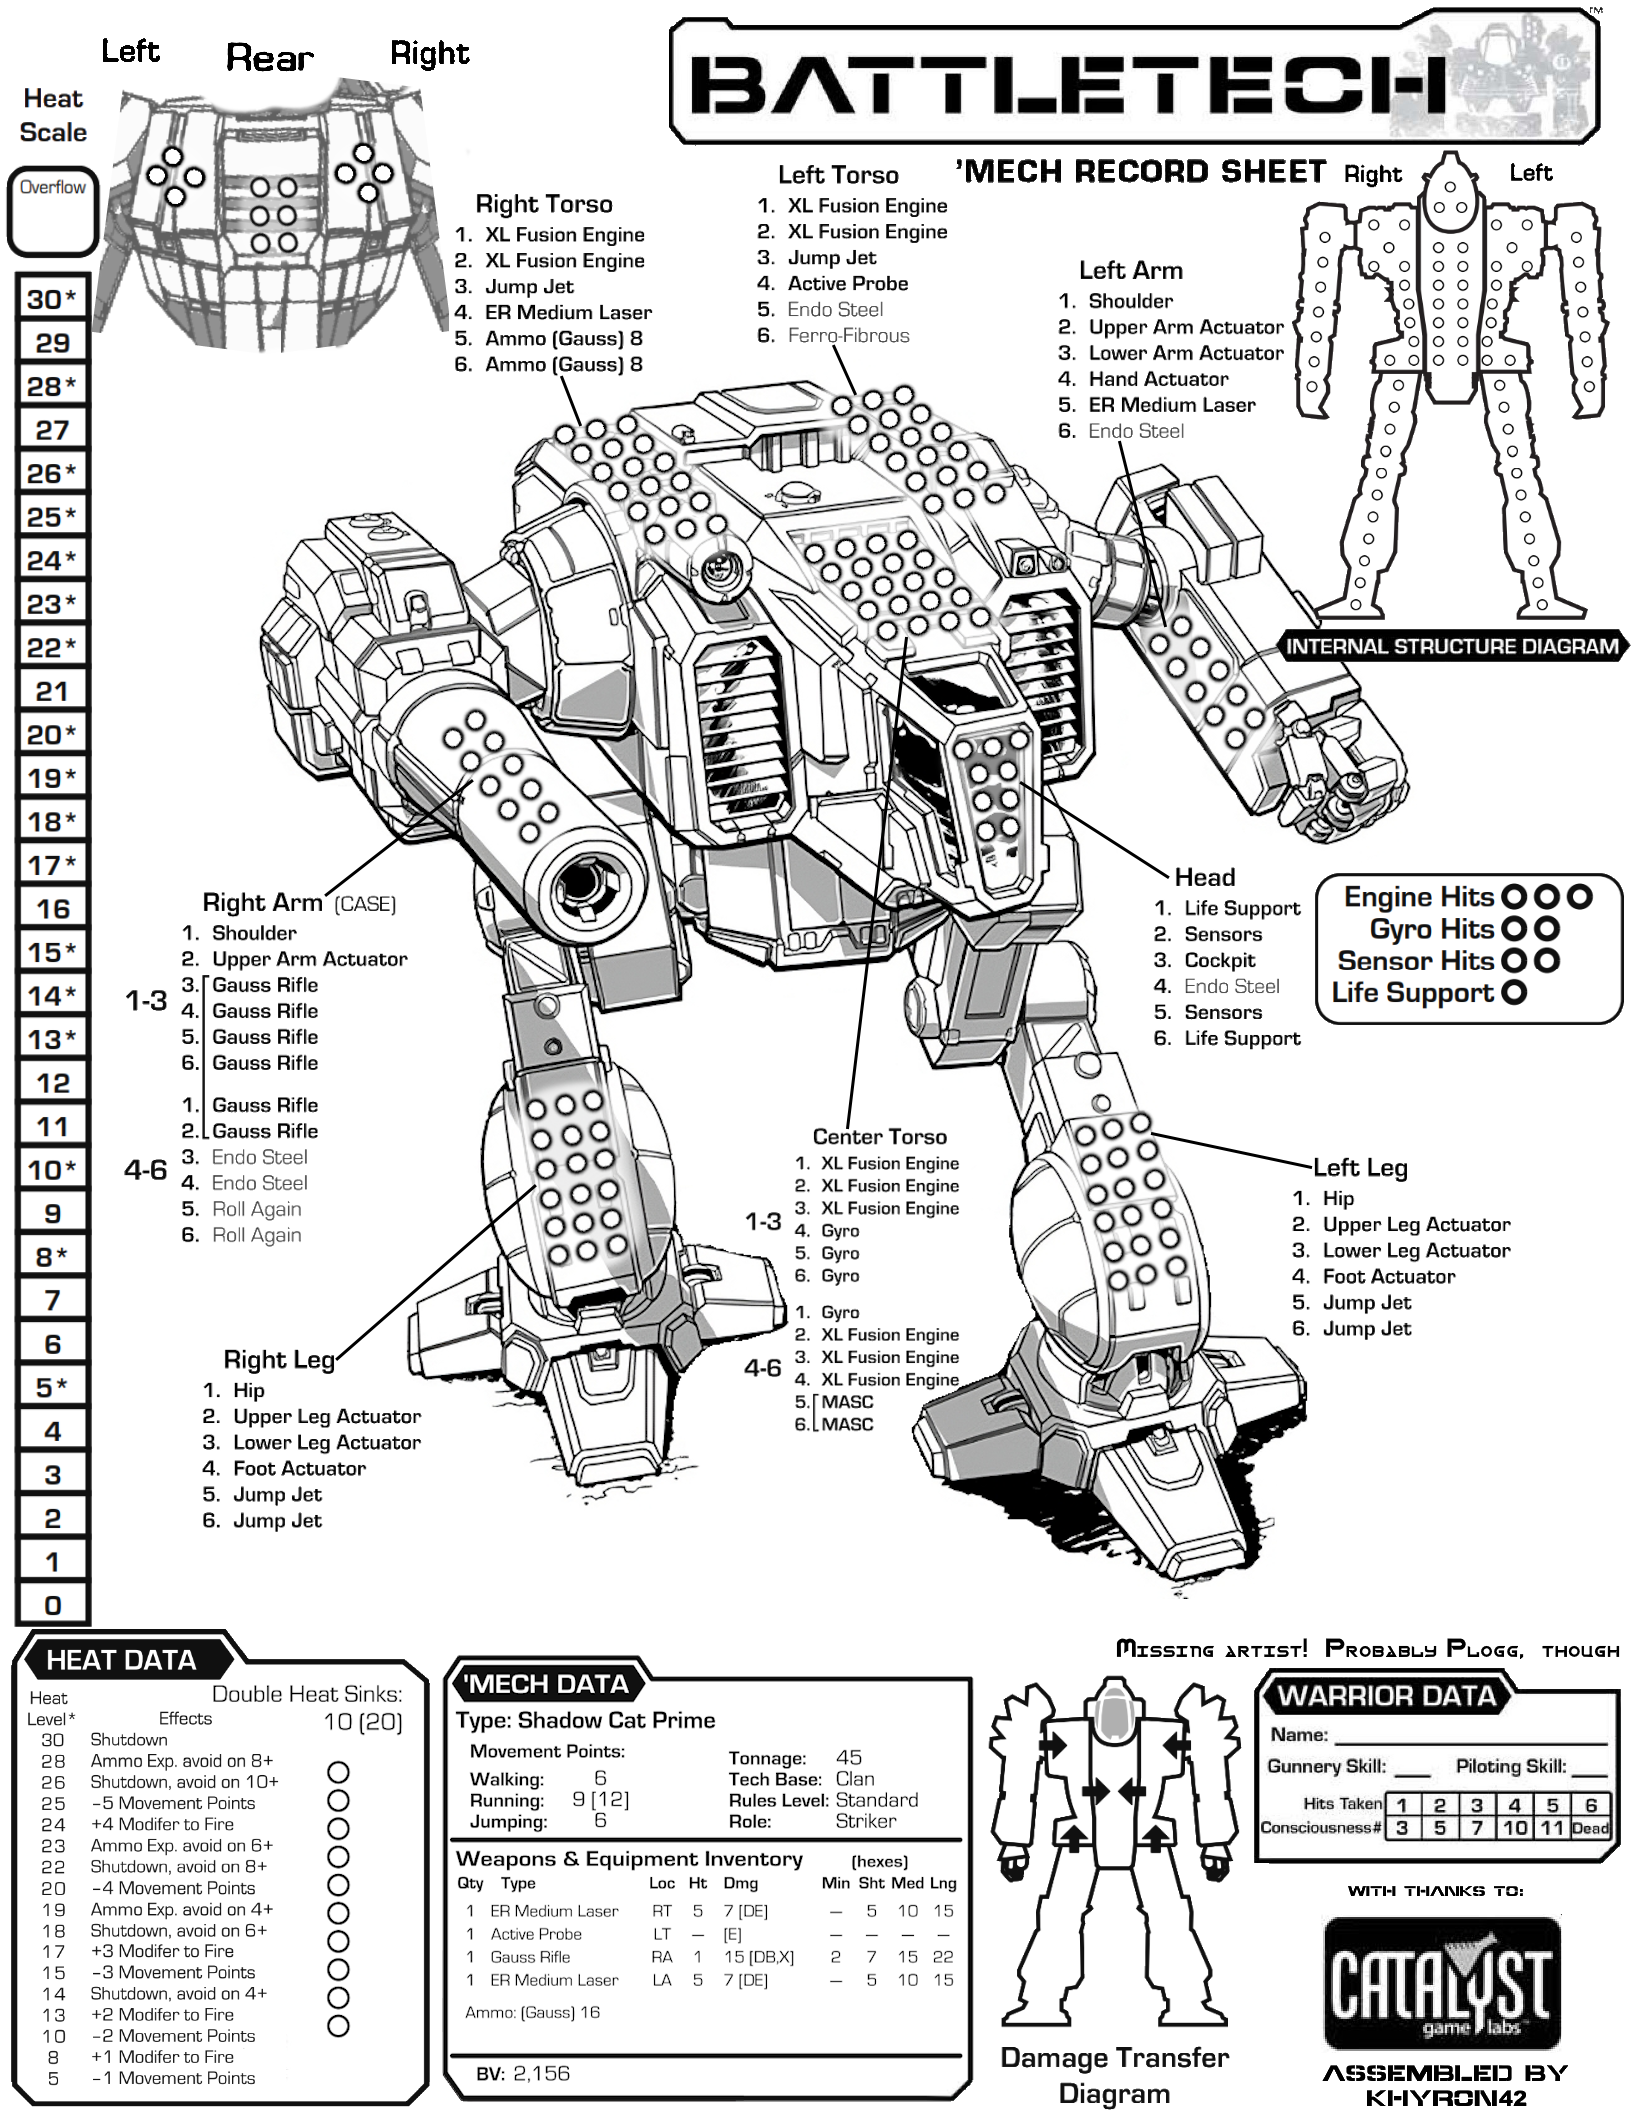 Left Rear Right
Heat
Scale
Overflow
30*
29
28*
27
26*
25*
24*
23*
22*
21
20*
19*
18*
17*
16
15*
14*
13*
12
11
10*
9
8*
7
6
5*
4
3
2
1
0
BATTLETECH
TM
'MECH RECORD SHEET
Right Torso
1. XL Fusion Engine
2. XL Fusion Engine
3. Jump Jet
4. ER Medium Laser
5. Ammo (Gauss) 8
6. Ammo (Gauss) 8
Left Torso
1. XL Fusion Engine
2. XL Fusion Engine
3. Jump Jet
4. Active Probe
5. Endo Steel
6. Ferro-Fibrous
Left Arm
1. Shoulder
2. Upper Arm Actuator
3. Lower Arm Actuator
4. Hand Actuator
5. ER Medium Laser
6. Endo Steel
Right Left
INTERNAL STRUCTURE DIAGRAM
Right Arm (CASE)
1. Shoulder
2. Upper Arm Actuator
1-3
3. Gauss Rifle
4. Gauss Rifle
5. Gauss Rifle
6. Gauss Rifle
1. Gauss Rifle
2. Gauss Rifle
4-6
3. Endo Steel
4. Endo Steel
5. Roll Again
6. Roll Again
Head
1. Life Support
2. Sensors
3. Cockpit
4. Endo Steel
5. Sensors
6. Life Support
Engine Hits
Gyro Hits
Sensor Hits
Life Support
Center Torso
1. XL Fusion Engine
2. XL Fusion Engine
1-3
3. XL Fusion Engine
4. Gyro
5. Gyro
6. Gyro
1. Gyro
2. XL Fusion Engine
4-6
3. XL Fusion Engine
4. XL Fusion Engine
5. MASC
6. MASC
Left Leg
1. Hip
2. Upper Leg Actuator
3. Lower Leg Actuator
4. Foot Actuator
5. Jump Jet
6. Jump Jet
Right Leg
1. Hip
2. Upper Leg Actuator
3. Lower Leg Actuator
4. Foot Actuator
5. Jump Jet
6. Jump Jet
HEAT DATA
Double Heat Sinks:
10 (20)
Heat
Level* Effects
30 Shutdown
28 Ammo Exp. avoid on 8+
26 Shutdown, avoid on 10+
25 -5 Movement Points
24 +4 Modifer to Fire
23 Ammo Exp. avoid on 6+
22 Shutdown, avoid on 8+
20 -4 Movement Points
19 Ammo Exp. avoid on 4+
18 Shutdown, avoid on 6+
17 +3 Modifer to Fire
15 -3 Movement Points
14 Shutdown, avoid on 4+
13 +2 Modifer to Fire
10 -2 Movement Points
8 +1 Modifer to Fire
5 -1 Movement Points
'MECH DATA
Type: Shadow Cat Prime
Movement Points:
Walking: 6
Running: 9 [12]
Jumping: 6
Tonnage: 45
Tech Base: Clan
Rules Level: Standard
Role: Striker
Weapons & Equipment Inventory (hexes)
Qty Type Loc Ht Dmg Min Sht Med Lng
1 ER Medium Laser RT 5 7 [DE] — 5 10 15
1 Active Probe LT — [E] — — — —
1 Gauss Rifle RA 1 15 [DB,X] 2 7 15 22
1 ER Medium Laser LA 5 7 [DE] — 5 10 15
Ammo: (Gauss) 16
BV: 2,156
Damage Transfer
Diagram
Missing artist! Probably Plogg, though
WARRIOR DATA
Name:
Gunnery Skill: Piloting Skill:
Hits Taken 1 2 3 4 5 6
Consciousness# 3 5 7 10 11 Dead
WITH THANKS TO:
CATALYST
game labs
ASSEMBLED BY
KHYRON42